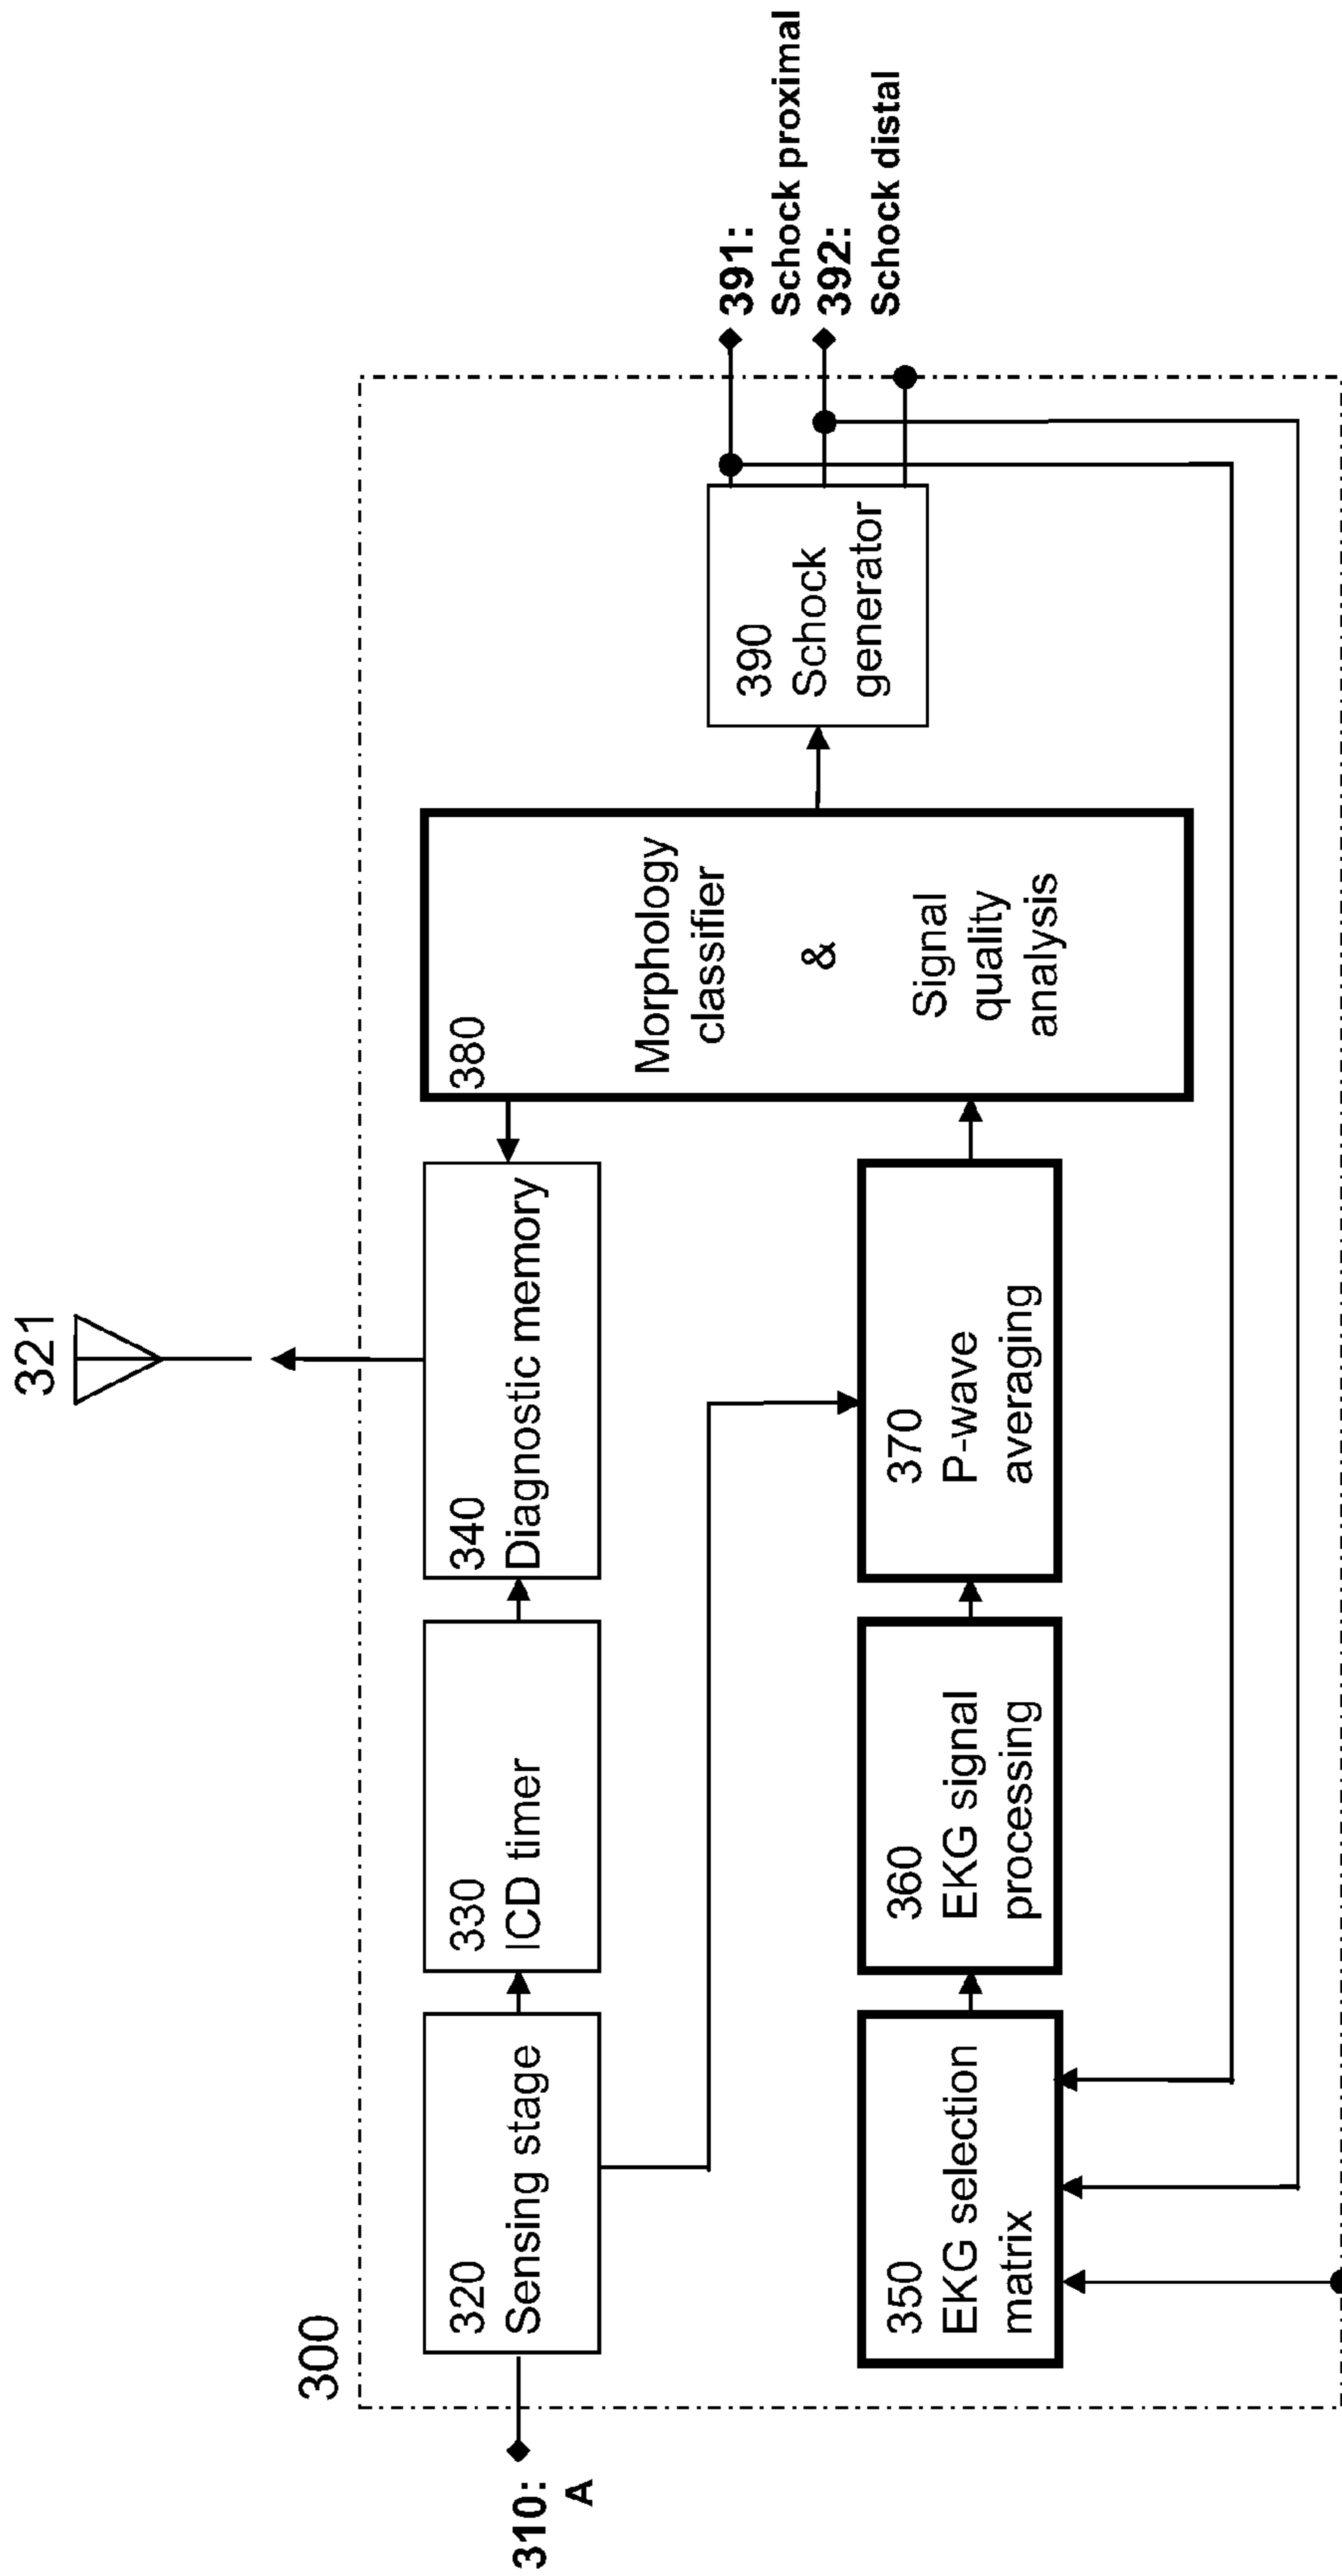 321
300
310:
A
320
Sensing stage
330
ICD timer
340
Diagnostic memory
350
EKG selection
matrix
360
EKG signal
processing
370
P-wave
averaging
380
Morphology
classifier
&
Signal
quality
analysis
390
Schock
generator
391:
Schock proximal
392:
Schock distal